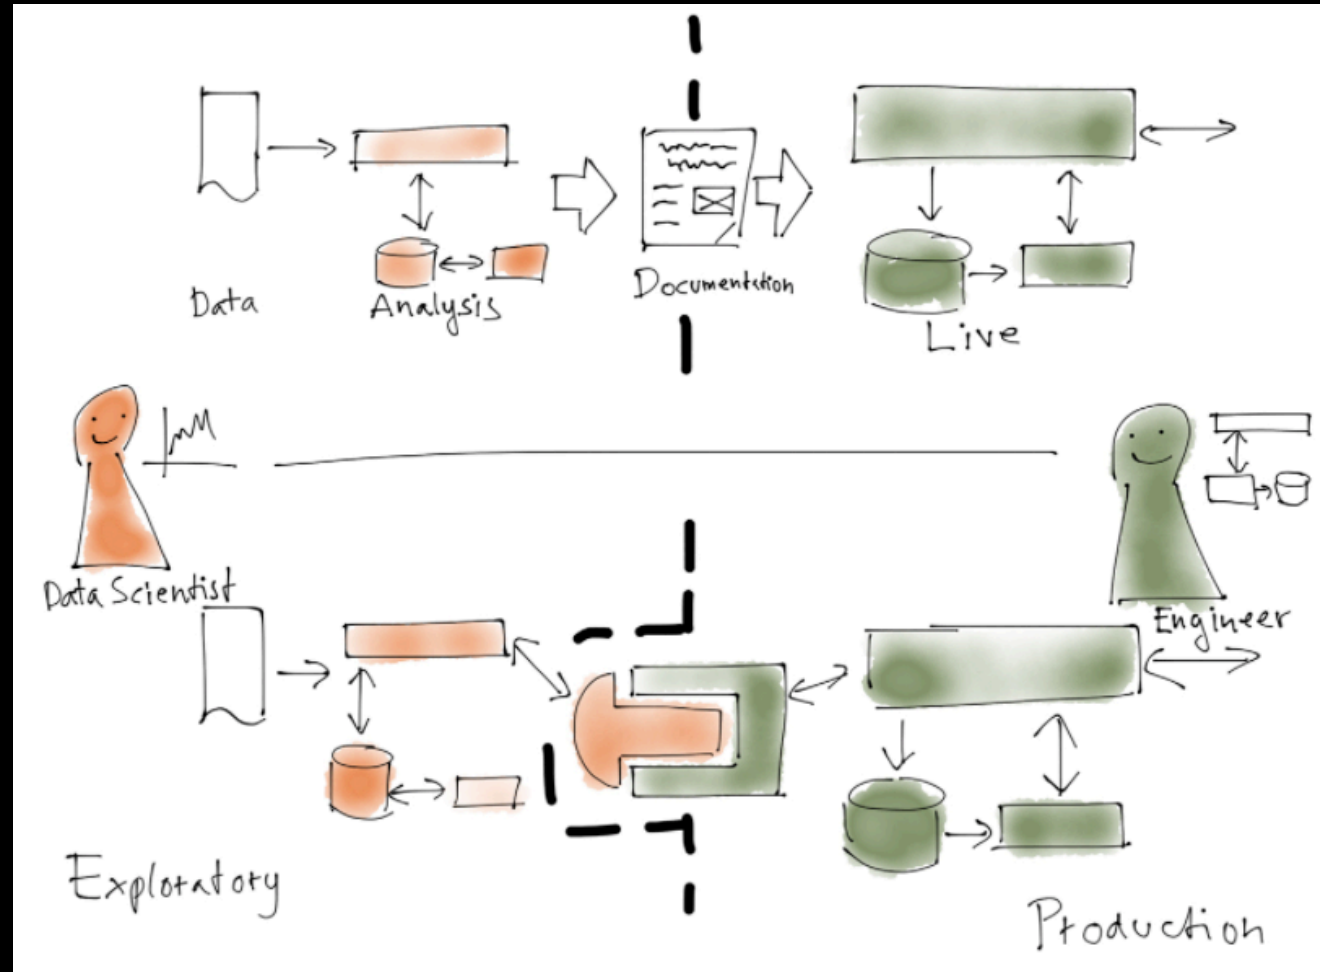 Data
Analysis
Documentation
Live
Data Scientist
Engineer
Exploratory
Production